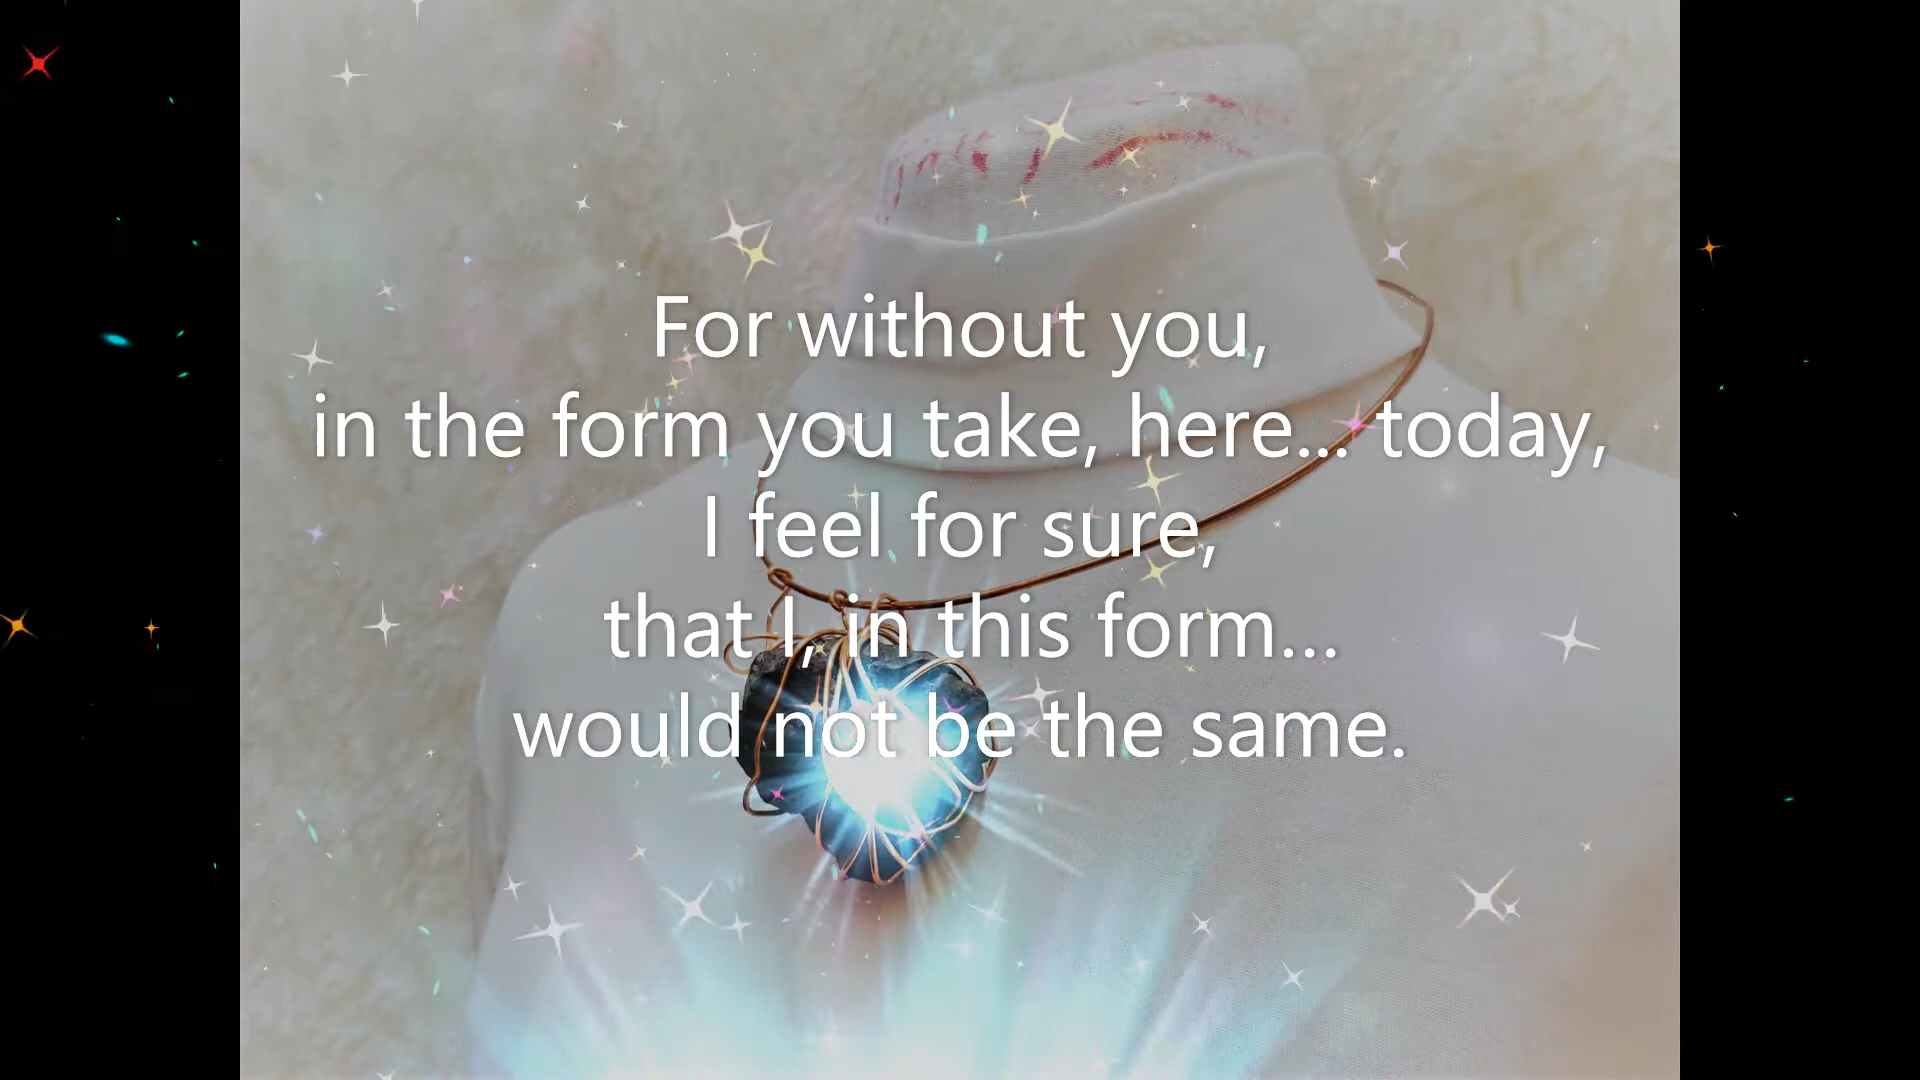 For without you,
in the form you take, here... today,
I feel for sure,
that I, in this form...
would not be the same.